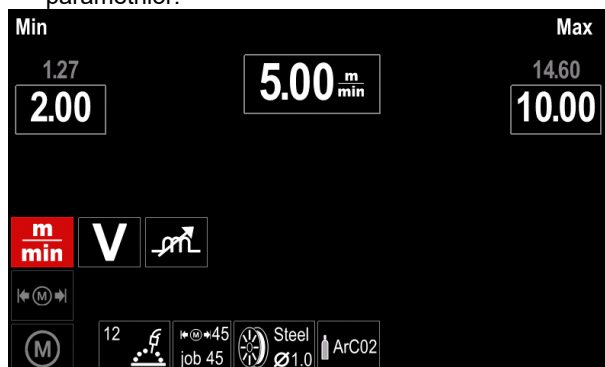 Min Max
1.27 14.60
2.00 5.00 m/min 10.00
m/min V
M
M 12 M 45 Steel ArC02
job 45 Ø1.0